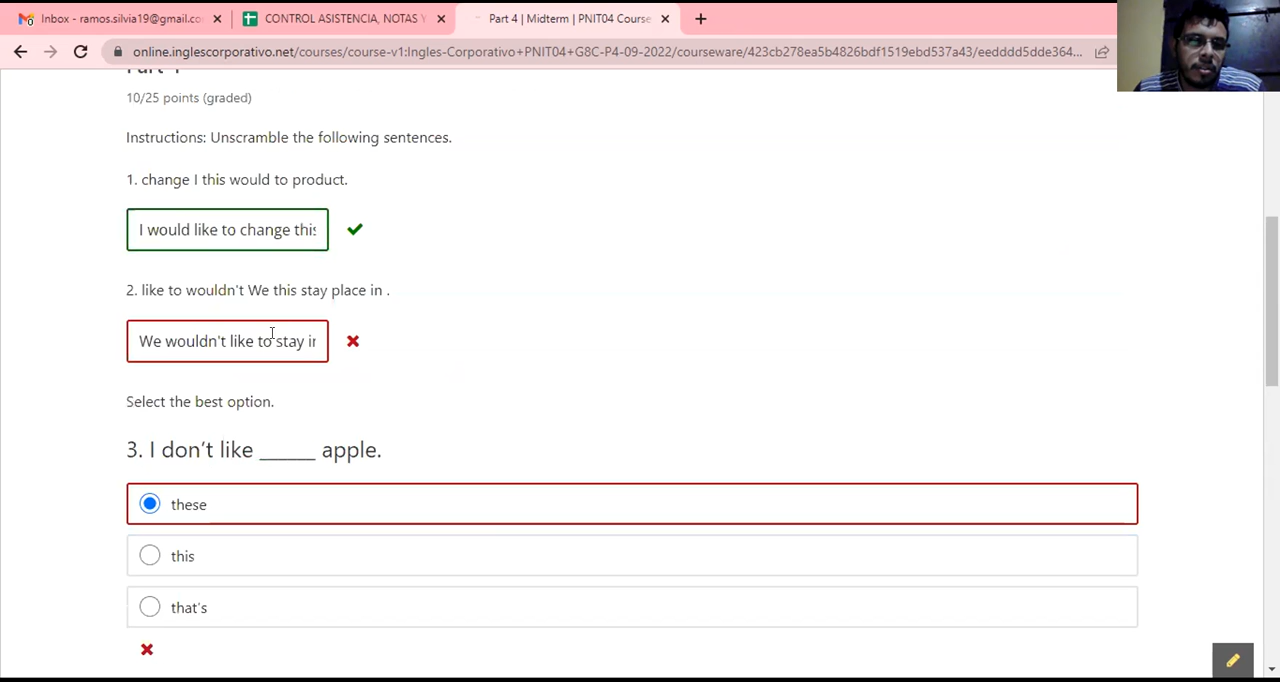 Inbox - ramos.silvia19@gmail.co
CONTROL ASISTENCIA, NOTAS Y
Part 4 | Midterm | PNIT04 Course
online.inglescorporativo.net/courses/course-v1:Ingles-Corporativo+PNIT04+G8C-P4-09-2022/courseware/423cb278ea5b4826bdf1519ebd537a43/eedddd5dde364...
Part 4
10/25 points (graded)
Instructions: Unscramble the following sentences.
1. change I this would to product.
I would like to change this
2. like to wouldn't We this stay place in .
We wouldn't like to stay in
Select the best option.
3. I don't like ______ apple.
these
this
that's